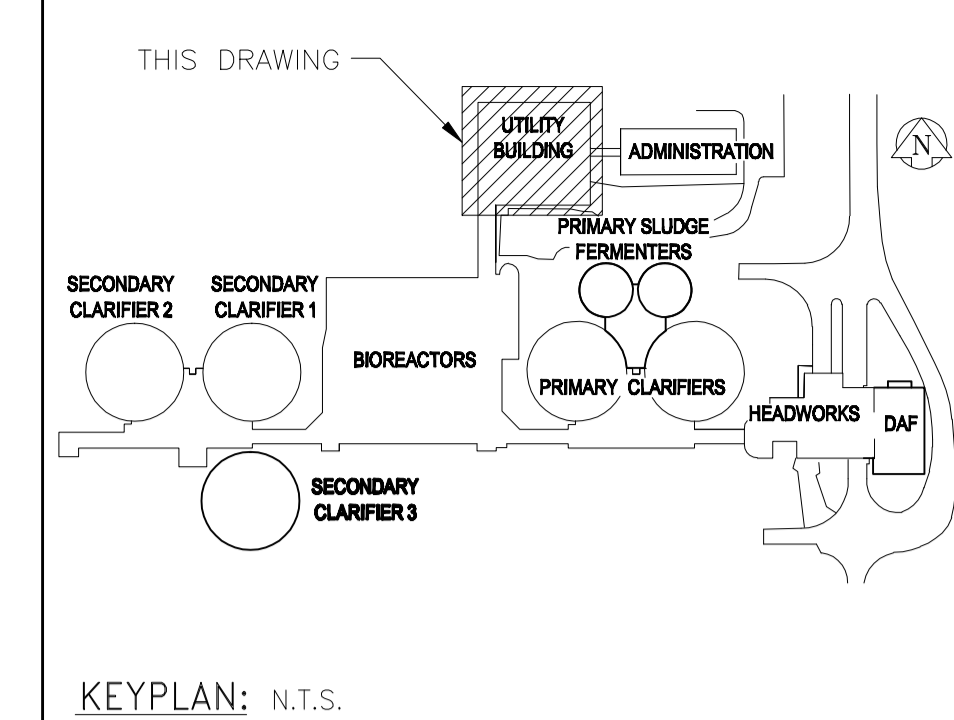 THIS DRAWING
UTILITY
BUILDING
ADMINISTRATION
N
PRIMARY SLUDGE
FERMENTERS
SECONDARY
CLARIFIER 2
SECONDARY
CLARIFIER 1
BIOREACTORS
PRIMARY CLARIFIERS
HEADWORKS
DAF
SECONDARY
CLARIFIER 3
KEYPLAN: N.T.S.